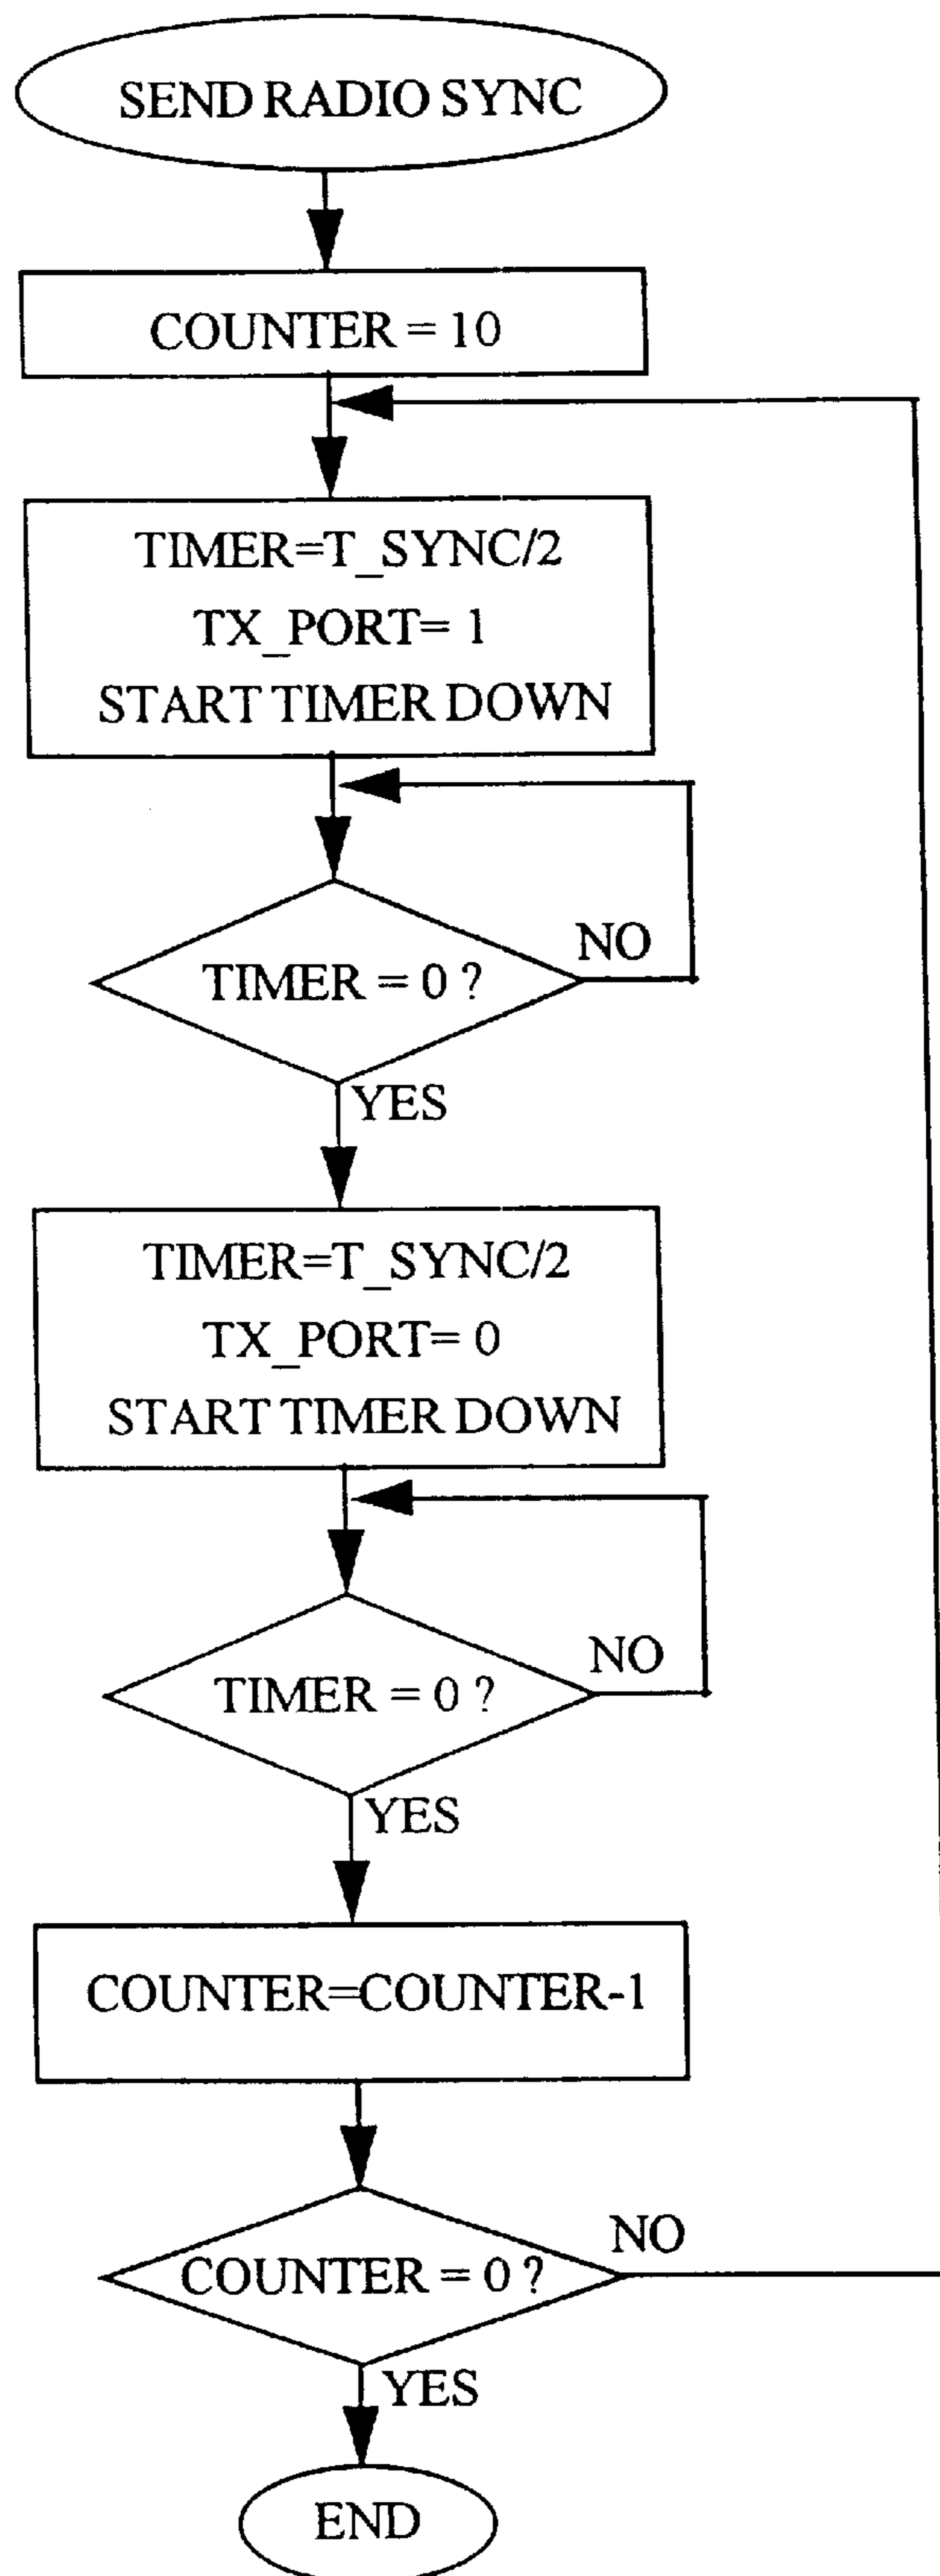 SEND RADIO SYNC
COUNTER = 10
TIMER=T_SYNC/2
TX_PORT= 1
START TIMER DOWN
TIMER = 0 ?
NO
YES
TIMER=T_SYNC/2
TX_PORT= 0
START TIMER DOWN
TIMER = 0 ?
NO
YES
COUNTER=COUNTER-1
COUNTER = 0 ?
NO
YES
END